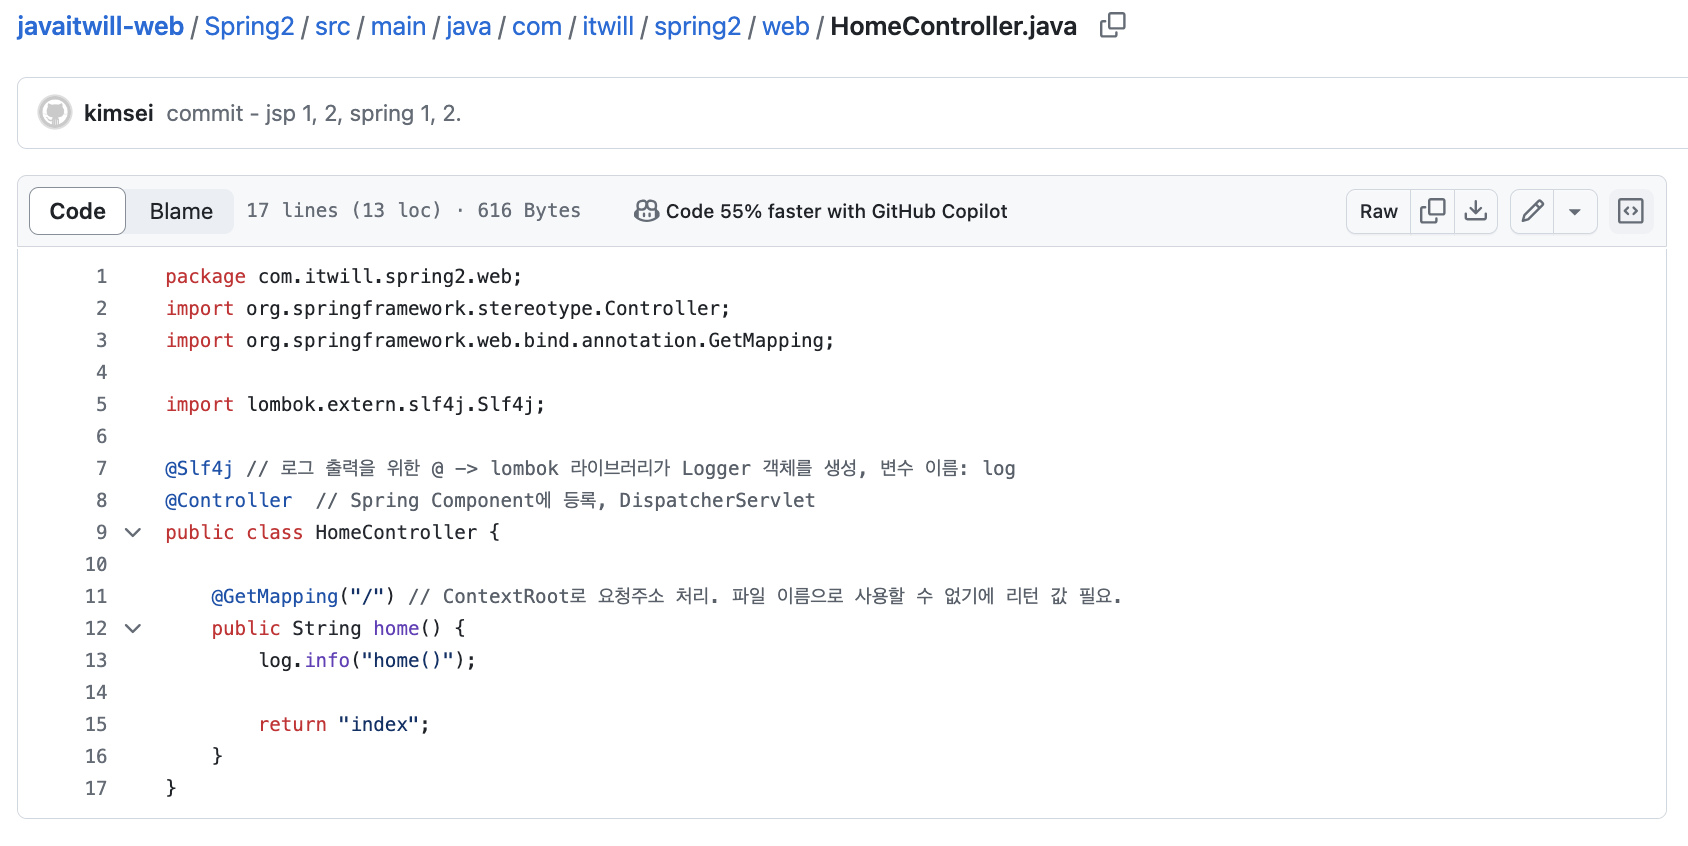 javaitwill-web / Spring2 / src / main / java / com / itwill / spring2 / web / HomeController.java
kimsei commit - jsp 1, 2, spring 1, 2.
Code Blame 17 lines (13 loc) · 616 Bytes Code 55% faster with GitHub Copilot Raw
1 package com.itwill.spring2.web;
2 import org.springframework.stereotype.Controller;
3 import org.springframework.web.bind.annotation.GetMapping;
4
5 import lombok.extern.slf4j.Slf4j;
6
7 @Slf4j // 로그 출력을 위한 @ -> lombok 라이브러리가 Logger 객체를 생성, 변수 이름: log
8 @Controller  // Spring Component에 등록, DispatcherServlet
9 public class HomeController {
10
11     @GetMapping("/") // ContextRoot로 요청주소 처리. 파일 이름으로 사용할 수 없기에 리턴 값 필요.
12     public String home() {
13         log.info("home()");
14
15         return "index";
16     }
17 }